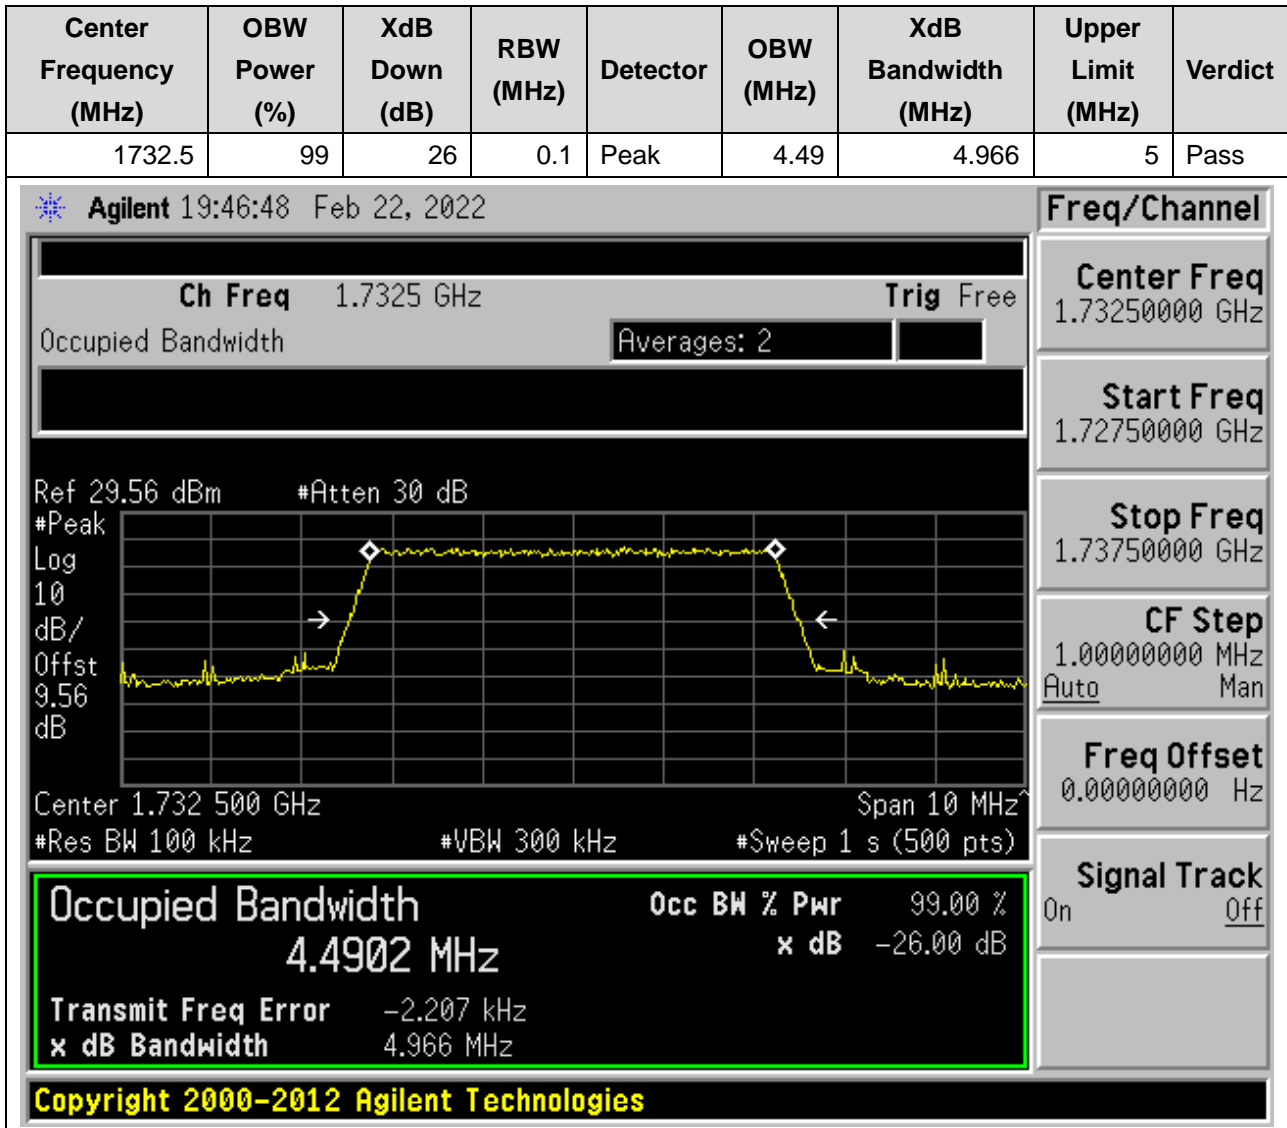 Center Frequency (MHz) OBW Power (%) XdB Down (dB) RBW (MHz) Detector OBW (MHz) XdB Bandwidth (MHz) Upper Limit (MHz) Verdict
1732.5 99 26 0.1 Peak 4.49 4.966 5 Pass
Agilent 19:46:48 Feb 22, 2022
Freq/Channel
Ch Freq 1.7325 GHz Trig Free
Occupied Bandwidth Averages: 2
Center Freq
1.73250000 GHz
Start Freq
1.72750000 GHz
Stop Freq
1.73750000 GHz
CF Step
1.00000000 MHz
Auto Man
Freq Offset
0.00000000 Hz
Signal Track
On Off
Ref 29.56 dBm #Atten 30 dB
#Peak
Log
10
dB/
Offst
9.56
dB
Center 1.732 500 GHz Span 10 MHz^
#Res BW 100 kHz #VBW 300 kHz #Sweep 1 s (500 pts)
Occupied Bandwidth
4.4902 MHz
Occ BW % Pwr 99.00 %
x dB -26.00 dB
Transmit Freq Error -2.207 kHz
x dB Bandwidth 4.966 MHz
Copyright 2000-2012 Agilent Technologies